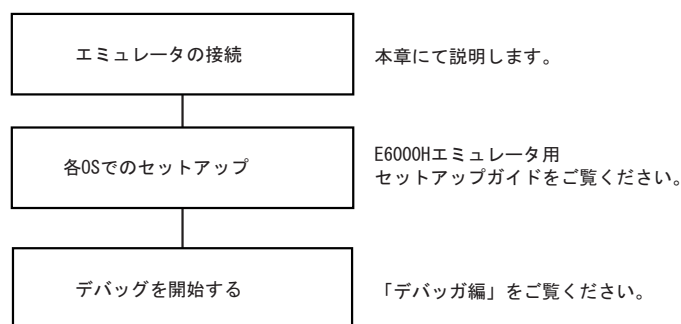 エミュレータの接続
本章にて説明します。
各OSでのセットアップ
E6000Hエミュレータ用
セットアップガイドをご覧ください。
デバッグを開始する
「デバッガ編」をご覧ください。